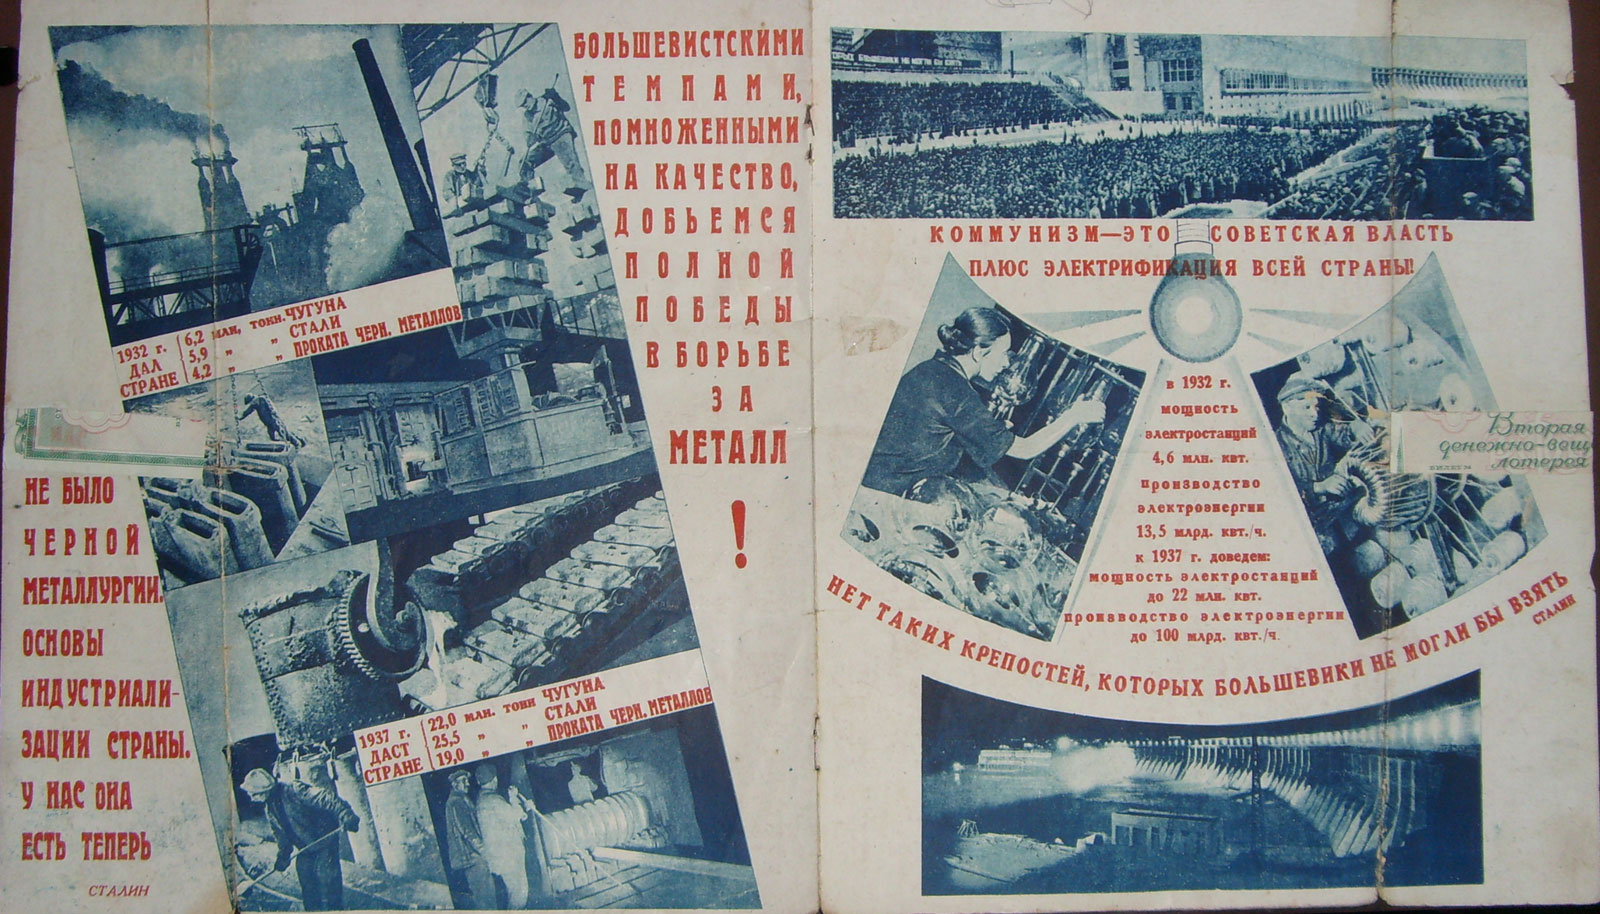 БОЛЬШЕВИСТСКИМИ
ТЕМПАМИ,
ПОМНОЖЕННЫМИ
НА КАЧЕСТВО,
ДОБЬЕМСЯ
ПОЛНОЙ
ПОБЕДЫ
В БОРЬБЕ
ЗА
МЕТАЛЛ
!
1932 г.
ДАЛ
СТРАНЕ
6,2 млн. тонн. ЧУГУНА
5,9 „ „ СТАЛИ
4,2 „ „ ПРОКАТА ЧЕРН. МЕТАЛЛОВ
НЕ БЫЛО
ЧЕРНОЙ
МЕТАЛЛУРГИИ.
ОСНОВЫ
ИНДУСТРИАЛИ-
ЗАЦИИ СТРАНЫ.
У НАС ОНА
ЕСТЬ ТЕПЕРЬ
СТАЛИН
1937 г.
ДАСТ
СТРАНЕ
22,0 млн. тонн ЧУГУНА
25,5 „ „ СТАЛИ
19,0 „ „ ПРОКАТА ЧЕРН. МЕТАЛЛОВ
БОЛЬШЕВИКИ НЕ МОГЛИ БЫ ВЗЯТЬ
КОММУНИЗМ—ЭТО СОВЕТСКАЯ ВЛАСТЬ
ПЛЮС ЭЛЕКТРИФИКАЦИЯ ВСЕЙ СТРАНЫ!
в 1932 г.
мощность
электростанций
4,6 млн. квт.
производство
электроэнергии
13,5 млрд. квт./ч.
к 1937 г. доведем:
мощность электростанций
до 22 млн. квт.
производство электроэнергии
до 100 млрд. квт./ч.
НЕТ ТАКИХ КРЕПОСТЕЙ, КОТОРЫХ БОЛЬШЕВИКИ НЕ МОГЛИ БЫ ВЗЯТЬ
СТАЛИН
Вторая
денежно-вещ
лотерея